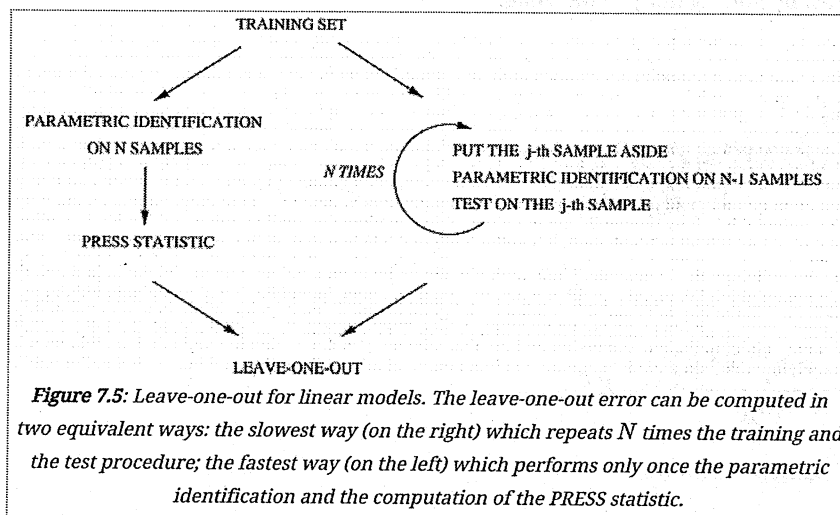 TRAINING SET
PARAMETRIC IDENTIFICATION
ON N SAMPLES
PRESS STATISTIC
N TIMES
PUT THE j-th SAMPLE ASIDE
PARAMETRIC IDENTIFICATION ON N-1 SAMPLES
TEST ON THE j-th SAMPLE
LEAVE-ONE-OUT
Figure 7.5: Leave-one-out for linear models. The leave-one-out error can be computed in
two equivalent ways: the slowest way (on the right) which repeats N times the training and
the test procedure; the fastest way (on the left) which performs only once the parametric
identification and the computation of the PRESS statistic.